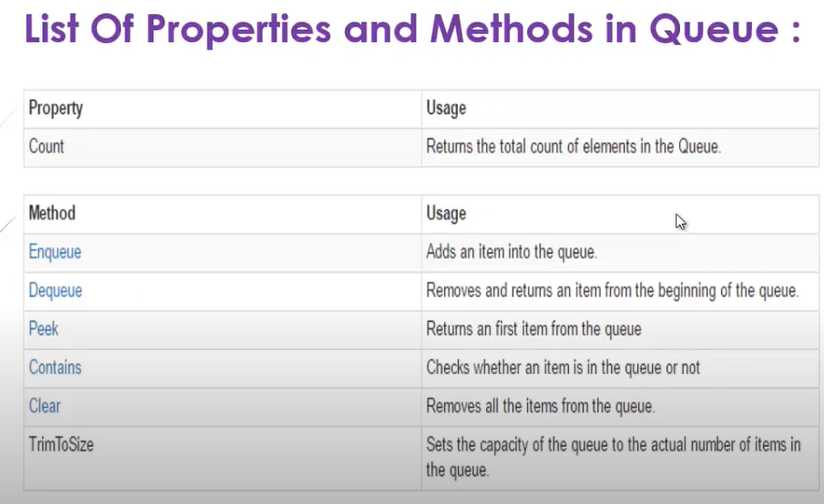 List Of Properties and Methods in Queue :
Property Usage
Count Returns the total count of elements in the Queue.
Method Usage
Enqueue Adds an item into the queue.
Dequeue Removes and returns an item from the beginning of the queue.
Peek Returns an first item from the queue
Contains Checks whether an item is in the queue or not
Clear Removes all the items from the queue.
TrimToSize Sets the capacity of the queue to the actual number of items in
the queue.